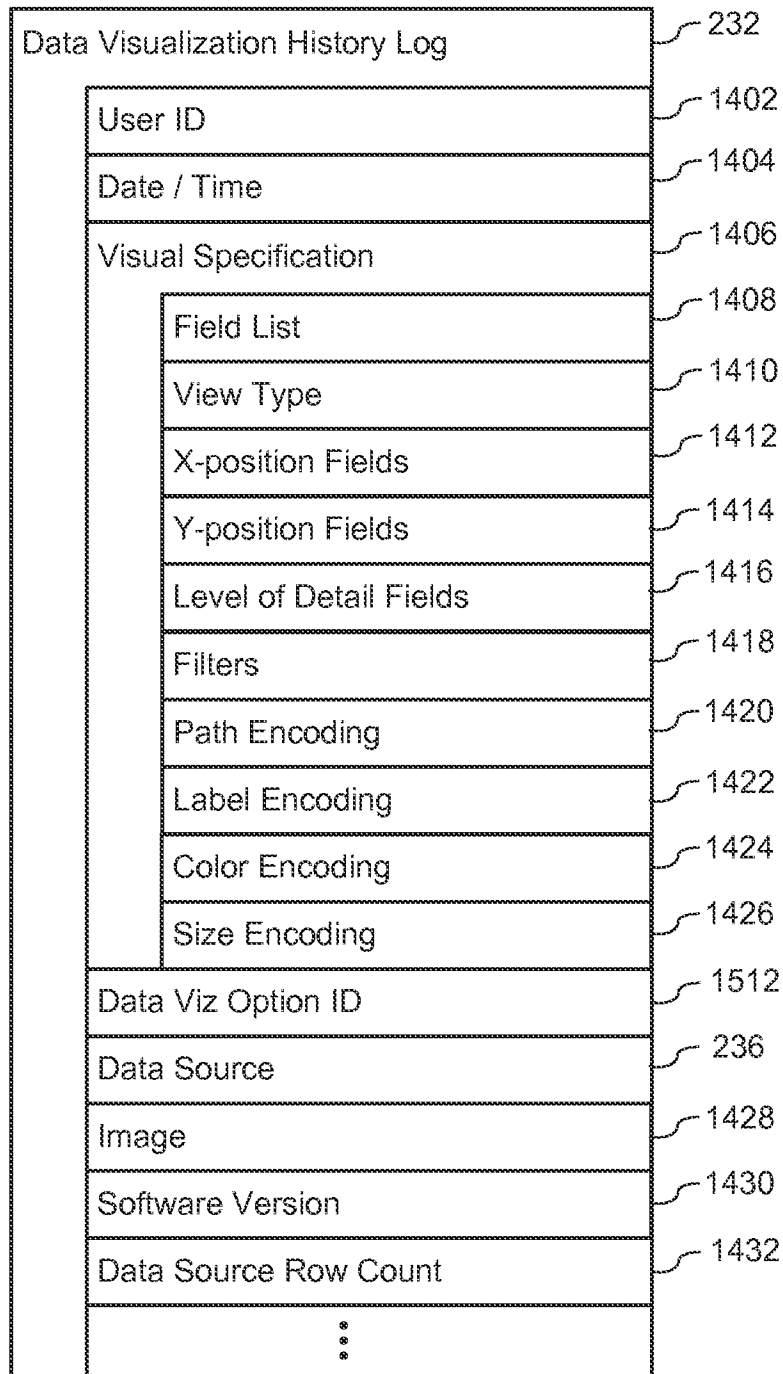 Data Visualization History Log 232
User ID 1402
Date / Time 1404
Visual Specification 1406
Field List 1408
View Type 1410
X-position Fields 1412
Y-position Fields 1414
Level of Detail Fields 1416
Filters 1418
Path Encoding 1420
Label Encoding 1422
Color Encoding 1424
Size Encoding 1426
Data Viz Option ID 1512
Data Source 236
Image 1428
Software Version 1430
Data Source Row Count 1432